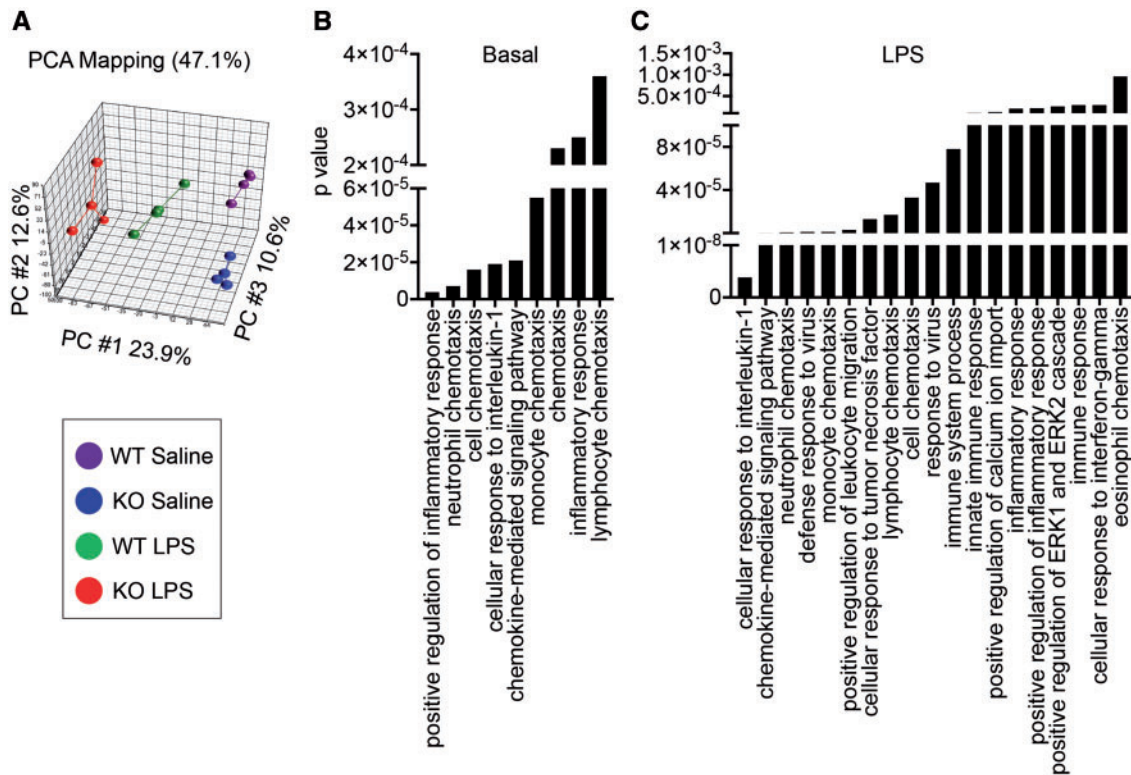 A
PCA Mapping (47.1%)
PC #2 12.6%
PC #1 23.9%
PC #3 10.6%
WT Saline
KO Saline
WT LPS
KO LPS
B
Basal
p value
4×10⁻⁴
3×10⁻⁴
2×10⁻⁴
6×10⁻⁵
4×10⁻⁵
2×10⁻⁵
0
positive regulation of inflammatory response
neutrophil chemotaxis
cell chemotaxis
cellular response to interleukin-1
chemokine-mediated signaling pathway
monocyte chemotaxis
chemotaxis
inflammatory response
lymphocyte chemotaxis
C
LPS
1.5×10⁻³
1×10⁻³
5×10⁻⁴
8×10⁻⁵
4×10⁻⁵
1×10⁻⁸
0
cellular response to interleukin-1
chemokine-mediated signaling pathway
neutrophil chemotaxis
defense response to virus
monocyte chemotaxis
positive regulation of leukocyte migration
cellular response to tumor necrosis factor
lymphocyte chemotaxis
cell chemotaxis
response to virus
immune system process
innate immune response
positive regulation of calcium ion import
inflammatory response
positive regulation of inflammatory response
positive regulation of ERK1 and ERK2 cascade
immune response
cellular response to interferon-gamma
eosinophil chemotaxis